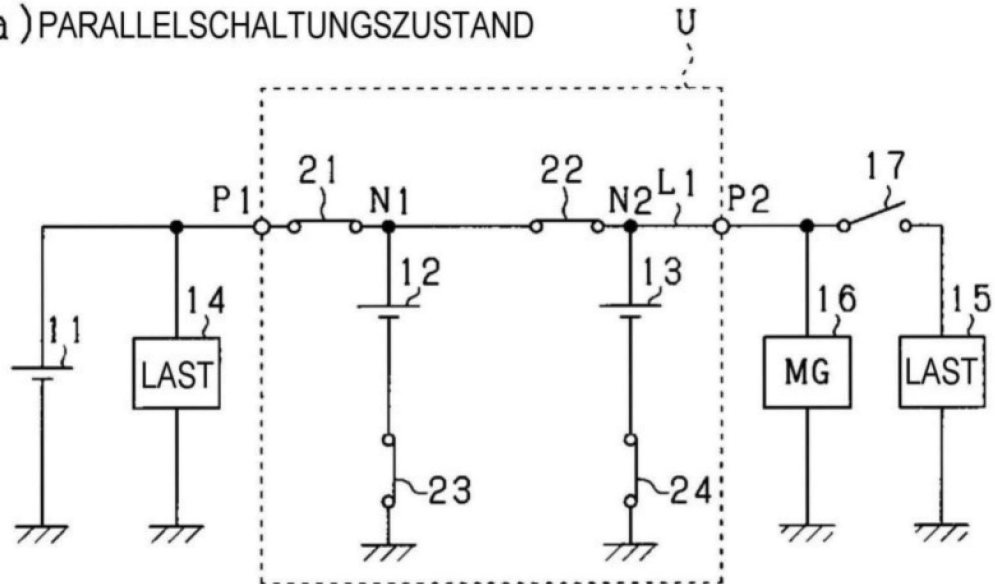 a)PARALLELSCHALTUNGSZUSTAND
U
P1 21 N1 22 N2 L1 P2 17
12 13
11 14 16 15
LAST MG LAST
23 24